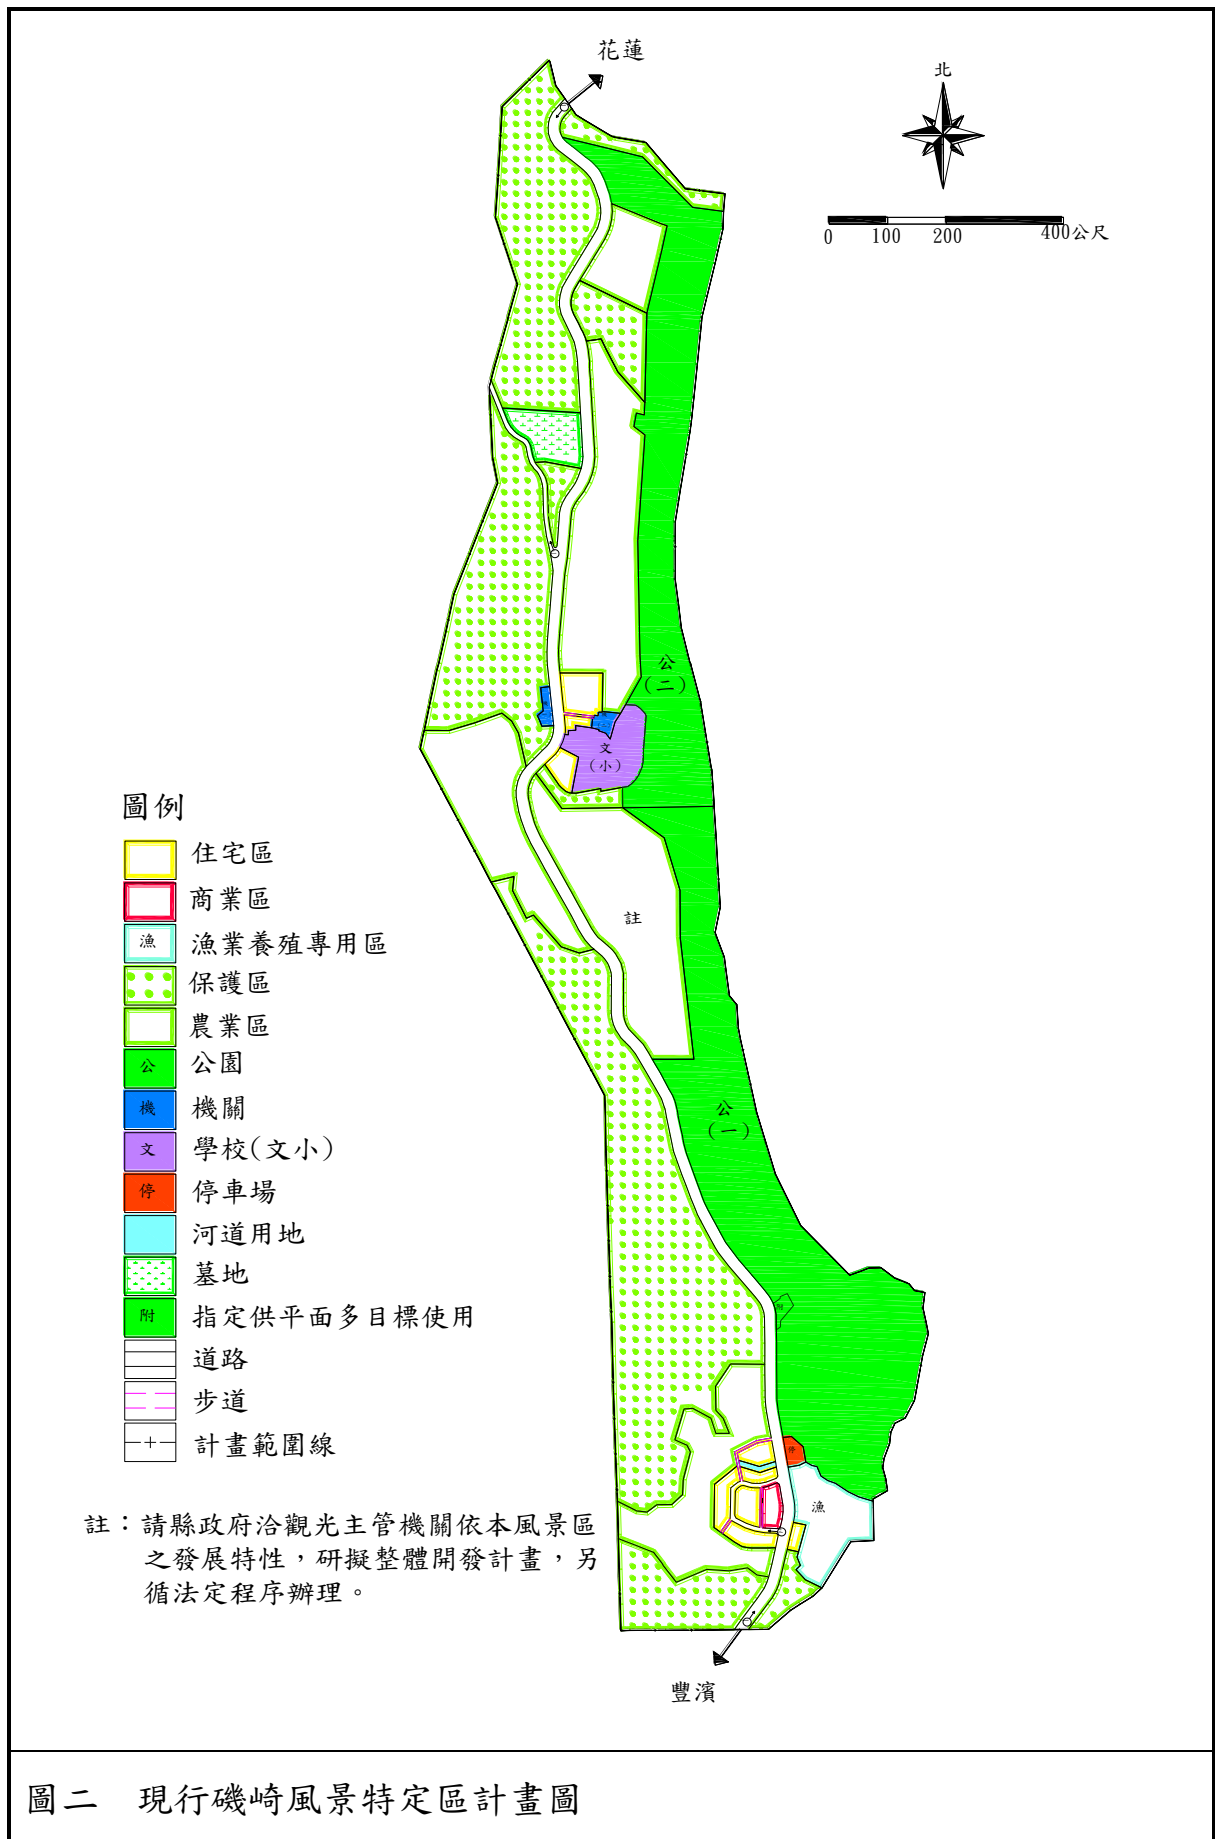 花蓮
北
0 100 200 400公尺
公
(二)
文
(小)
註
公
(一)
附
停
漁
豐濱
圖例
住宅區
商業區
漁 漁業養殖專用區
保護區
農業區
公 公園
機 機關
文 學校(文小)
停 停車場
河道用地
墓地
附 指定供平面多目標使用
道路
步道
計畫範圍線
註：請縣政府洽觀光主管機關依本風景區
之發展特性，研擬整體開發計畫，另
循法定程序辦理。
圖二 現行磯崎風景特定區計畫圖